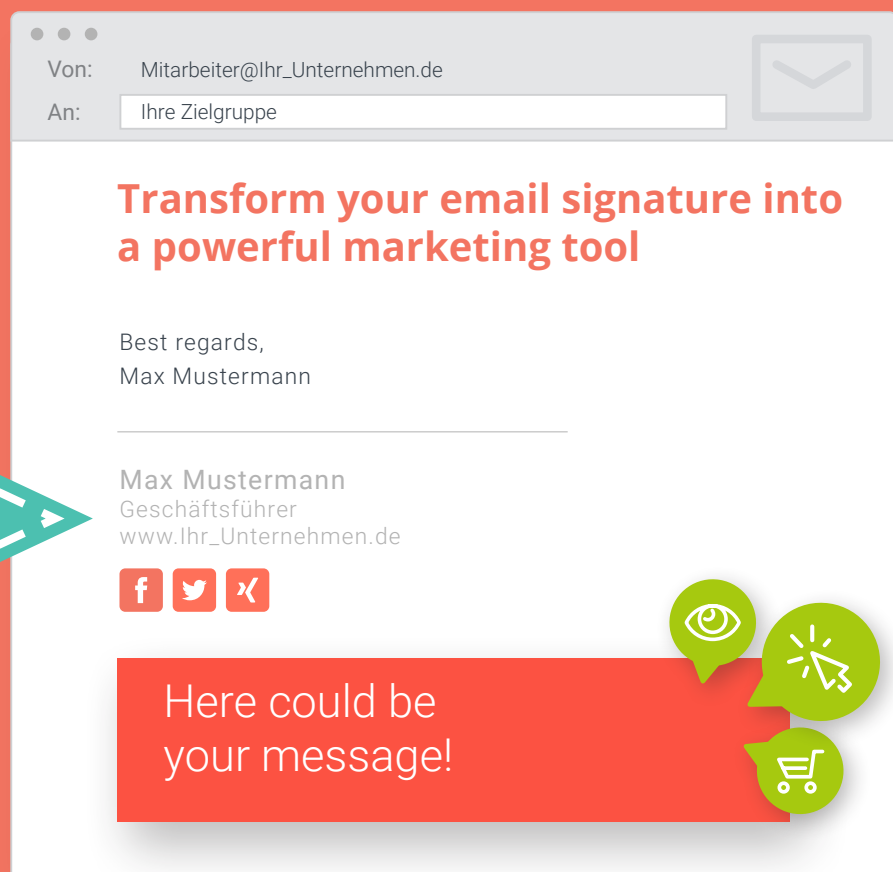 Von: Mitarbeiter@Ihr_Unternehmen.de
An: Ihre Zielgruppe
Transform your email signature into
a powerful marketing tool
Best regards,
Max Mustermann
Max Mustermann
Geschäftsführer
www.Ihr_Unternehmen.de
Here could be
your message!